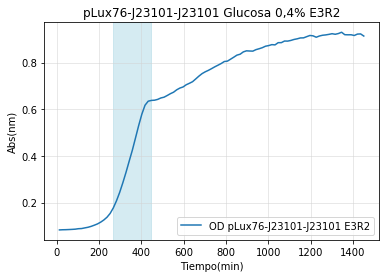 pLux76-J23101-J23101 Glucosa 0,4% E3R2
Abs(nm)
0.8
0.6
0.4
0.2
OD pLux76-J23101-J23101 E3R2
0 200 400 600 800 1000 1200 1400
Tiempo(min)